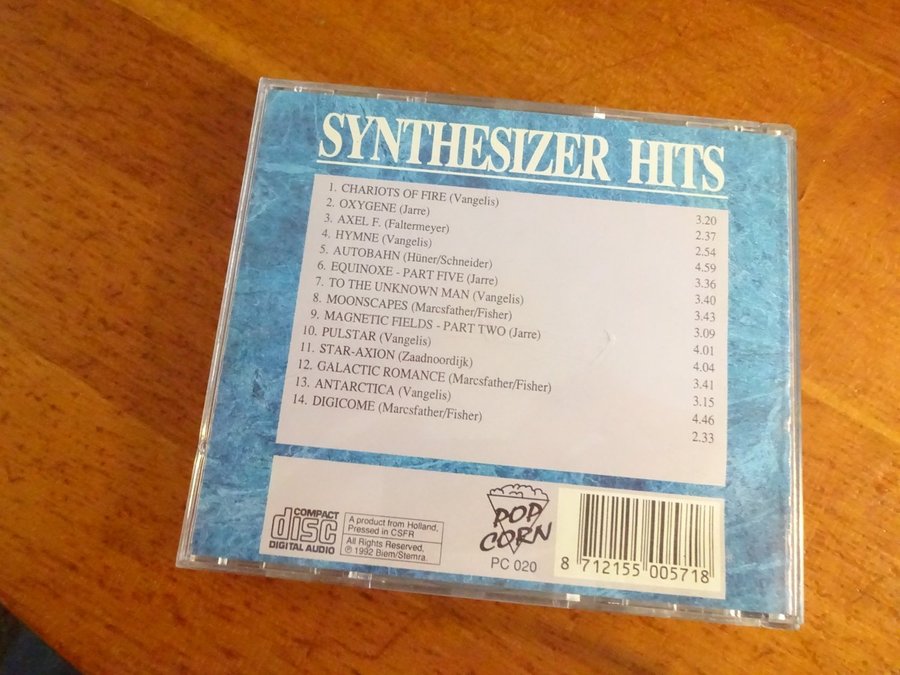 SYNTHESIZER HITS
1. CHARIOTS OF FIRE (Vangelis) 3.20
2. OXYGENE (Jarre) 2.37
3. AXEL F. (Faltermeyer) 2.54
4. HYMNE (Vangelis) 4.59
5. AUTOBAHN (Hüner/Schneider) 3.36
6. EQUINOXE - PART FIVE (Jarre) 3.40
7. TO THE UNKNOWN MAN (Vangelis) 3.43
8. MOONSCAPES (Marcsfather/Fisher) 3.09
9. MAGNETIC FIELDS - PART TWO (Jarre) 4.01
10. PULSTAR (Vangelis) 4.04
11. STAR-AXION (Zaadnoordijk) 3.41
12. GALACTIC ROMANCE (Marcsfather/Fisher) 3.15
13. ANTARCTICA (Vangelis) 4.46
14. DIGICOME (Marcsfather/Fisher) 2.33
COMPACT
disc
DIGITAL AUDIO
A product from Holland,
Pressed in CSFR
All Rights Reserved,
℗ 1992 Biem/Stemra.
POP
CORN
PC 020
8 712155 005718